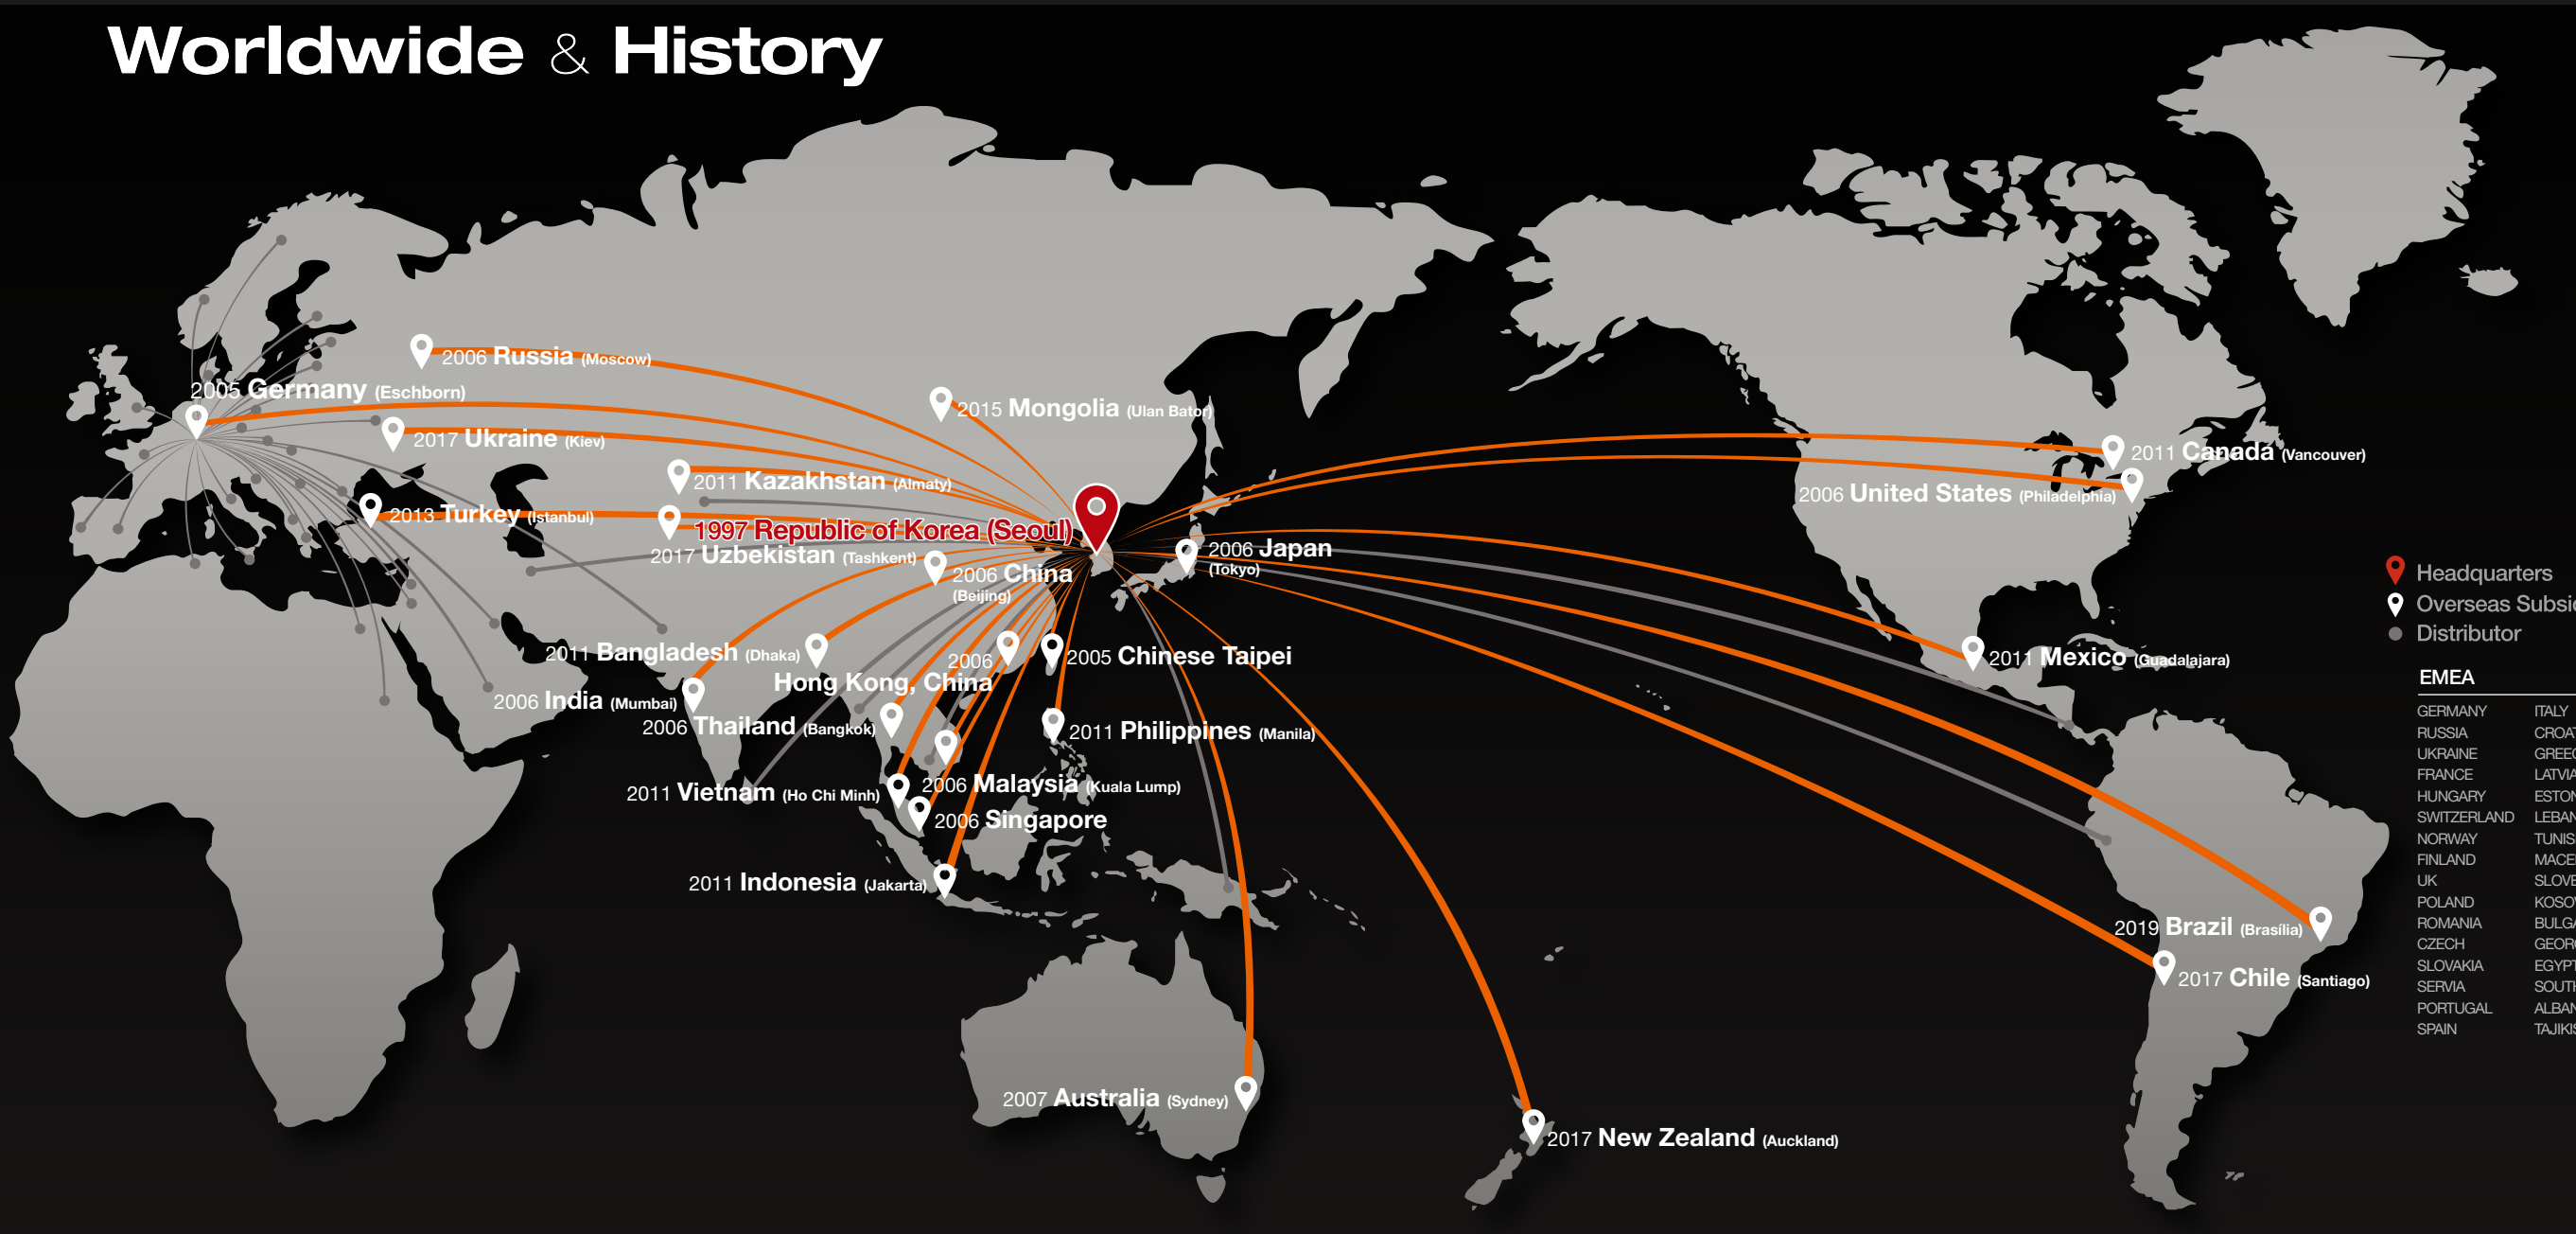 Worldwide & History
2006 Russia (Moscow)
2005 Germany (Eschborn)
2015 Mongolia (Ulan Bator)
2017 Ukraine (Kiev)
2011 Kazakhstan (Almaty)
2013 Turkey (Istanbul)
1997 Republic of Korea (Seoul)
2017 Uzbekistan (Tashkent)
2006 China
(Beijing)
2006 Japan
(Tokyo)
2011 Canada (Vancouver)
2006 United States (Philadelphia)
2011 Bangladesh (Dhaka)
2006
Hong Kong, China
2005 Chinese Taipei
2011 Mexico (Guadalajara)
2006 India (Mumbai)
2006 Thailand (Bangkok)
2011 Philippines (Manila)
2011 Vietnam (Ho Chi Minh)
2006 Malaysia (Kuala Lump)
2006 Singapore
2011 Indonesia (Jakarta)
2019 Brazil (Brasília)
2017 Chile (Santiago)
2007 Australia (Sydney)
2017 New Zealand (Auckland)
Headquarters
Overseas
Distributor
EMEA
GERMANY ITALY
RUSSIA
UKRAINE
FRANCE
HUNGARY
SWITZERLAND
NORWAY
FINLAND
UK
POLAND
ROMANIA
CZECH
SLOVAKIA
SERVIA
PORTUGAL
SPAIN